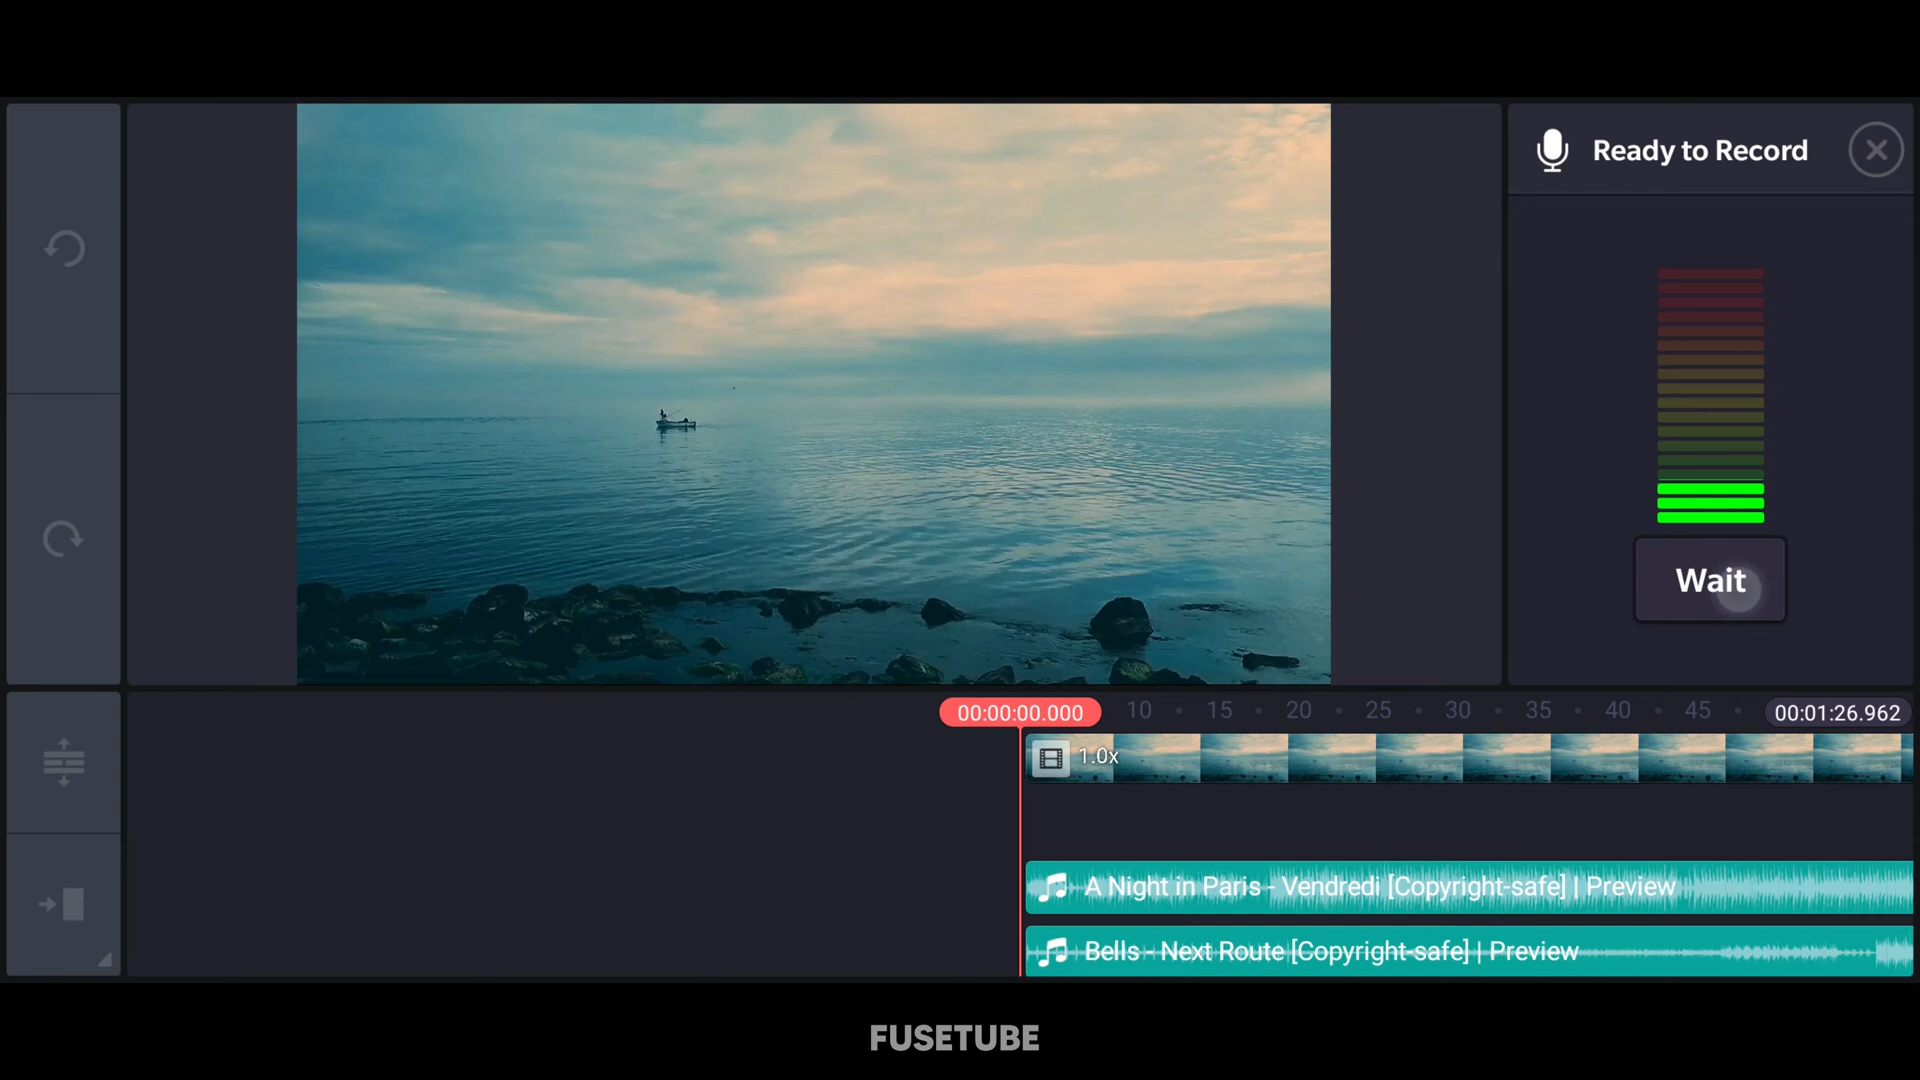 Ready to Record
Wait
00:00:00.000
10
15
20
25
30
35
40
45
00:01:26.962
1.0x
A Night in Paris - Vendredi [Copyright-safe] | Preview
Bells - Next Route [Copyright-safe] | Preview
FUSETUBE